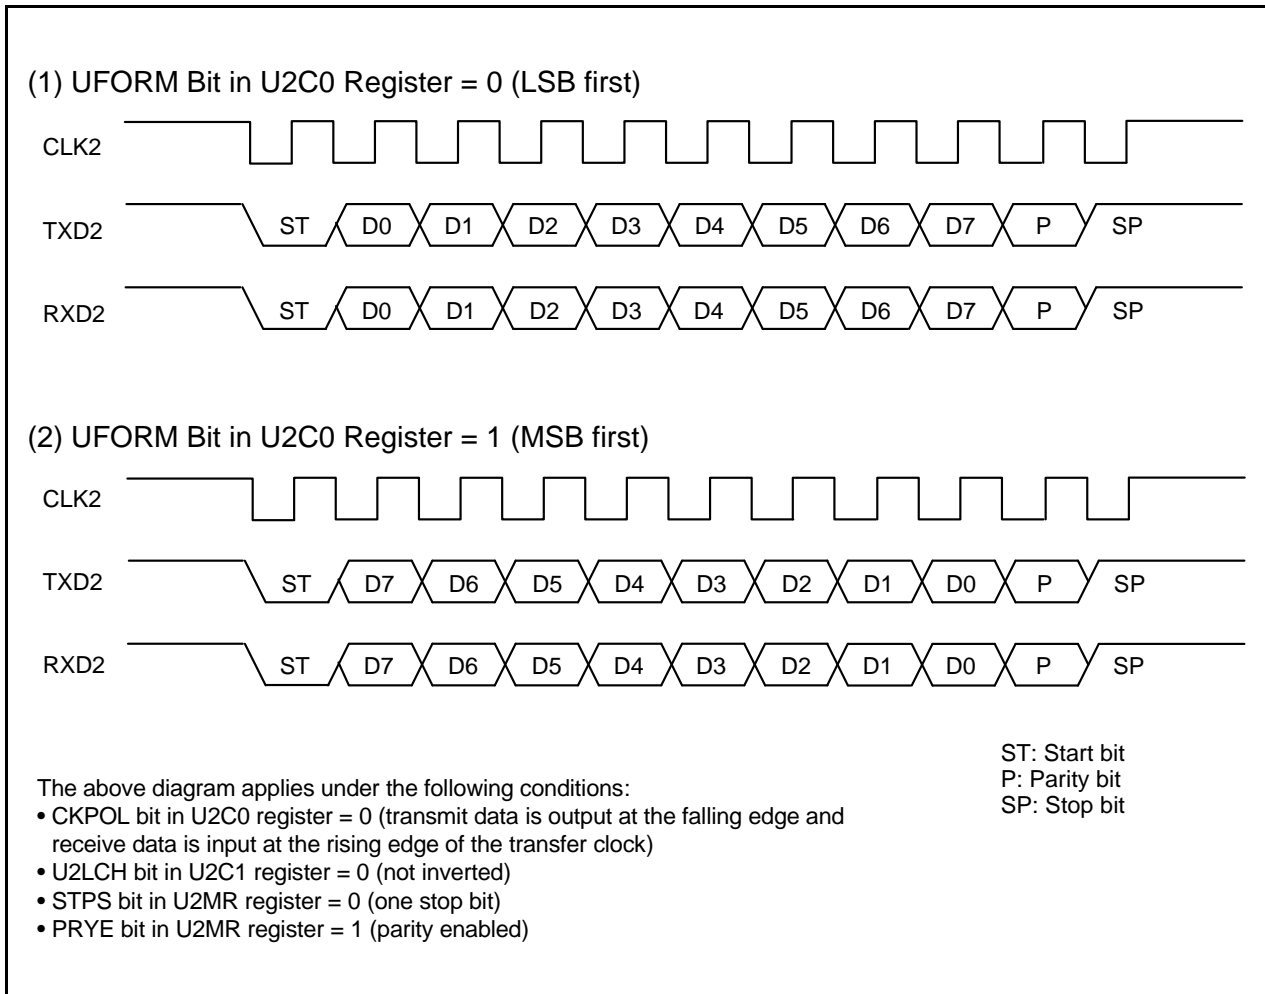 (1) UFORM Bit in U2C0 Register = 0 (LSB first)
CLK2
TXD2 ST D0 D1 D2 D3 D4 D5 D6 D7 P SP
RXD2 ST D0 D1 D2 D3 D4 D5 D6 D7 P SP
(2) UFORM Bit in U2C0 Register = 1 (MSB first)
CLK2
TXD2 ST D7 D6 D5 D4 D3 D2 D1 D0 P SP
RXD2 ST D7 D6 D5 D4 D3 D2 D1 D0 P SP
ST: Start bit
P: Parity bit
SP: Stop bit
The above diagram applies under the following conditions:
• CKPOL bit in U2C0 register = 0 (transmit data is output at the falling edge and
receive data is input at the rising edge of the transfer clock)
• U2LCH bit in U2C1 register = 0 (not inverted)
• STPS bit in U2MR register = 0 (one stop bit)
• PRYE bit in U2MR register = 1 (parity enabled)